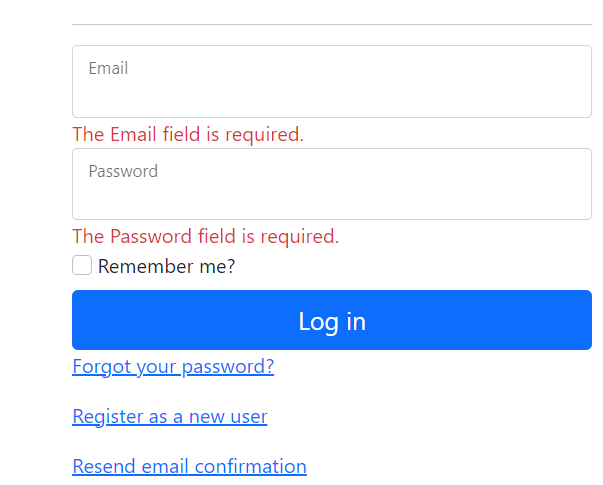 Email
The Email field is required.
Password
The Password field is required.
Remember me?
Log in
Forgot your password?
Register as a new user
Resend email confirmation